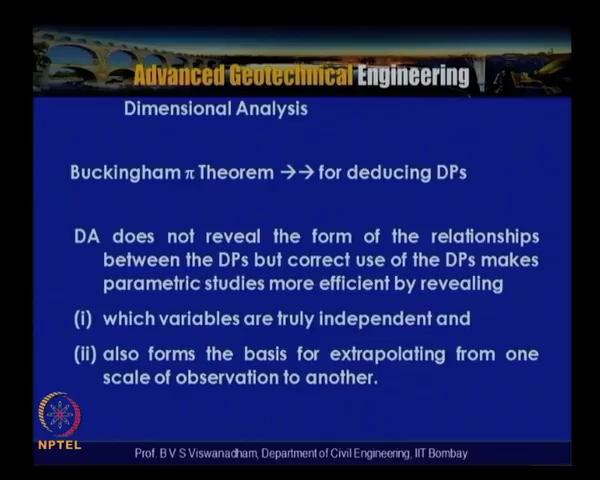 Advanced Geotechnical Engineering
Dimensional Analysis
Buckingham π Theorem →→ for deducing DPs
DA does not reveal the form of the relationships
between the DPs but correct use of the DPs makes
parametric studies more efficient by revealing
(i) which variables are truly independent and
(ii) also forms the basis for extrapolating from one
scale of observation to another.
NPTEL
Prof. B V S Viswanadham, Department of Civil Engineering, IIT Bombay